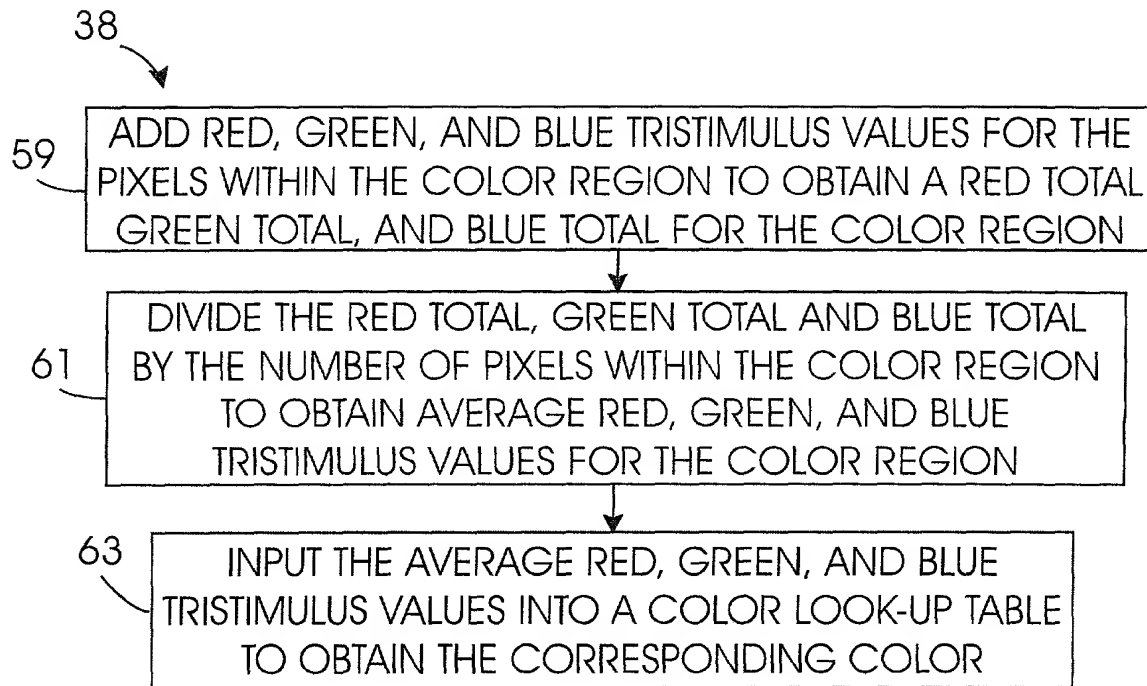 38
59
ADD RED, GREEN, AND BLUE TRISTIMULUS VALUES FOR THE
PIXELS WITHIN THE COLOR REGION TO OBTAIN A RED TOTAL
GREEN TOTAL, AND BLUE TOTAL FOR THE COLOR REGION
61
DIVIDE THE RED TOTAL, GREEN TOTAL AND BLUE TOTAL
BY THE NUMBER OF PIXELS WITHIN THE COLOR REGION
TO OBTAIN AVERAGE RED, GREEN, AND BLUE
TRISTIMULUS VALUES FOR THE COLOR REGION
63
INPUT THE AVERAGE RED, GREEN, AND BLUE
TRISTIMULUS VALUES INTO A COLOR LOOK-UP TABLE
TO OBTAIN THE CORRESPONDING COLOR